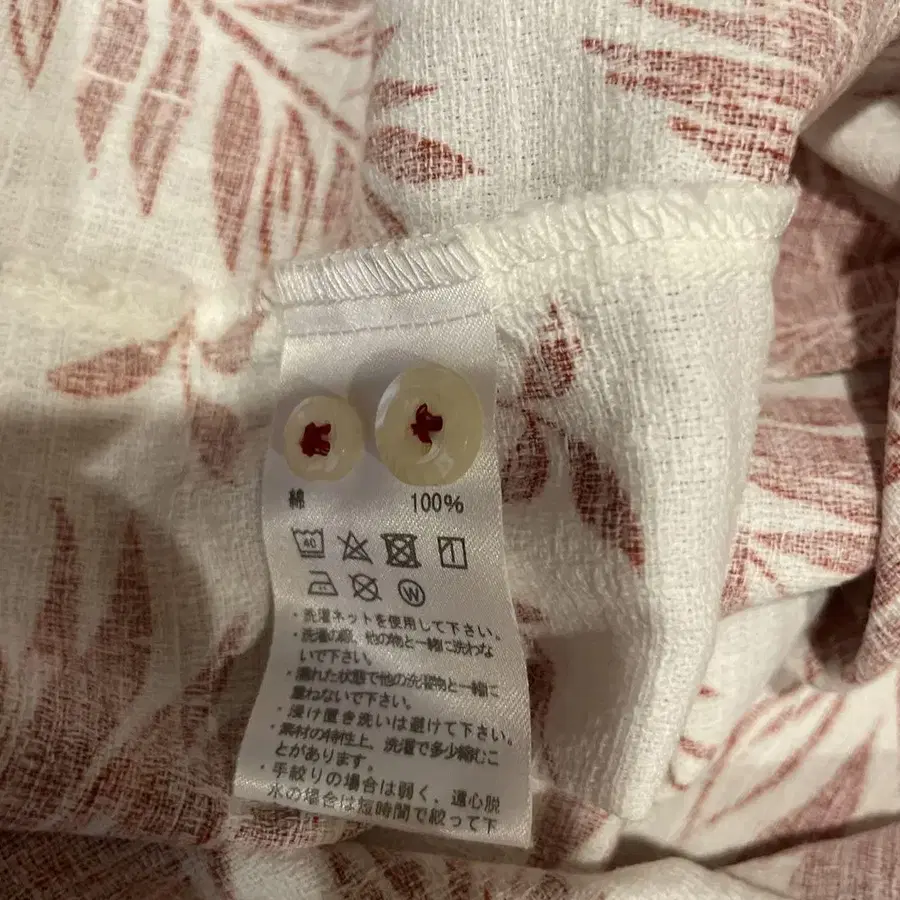 綿 100%
40
W
・洗濯ネットを使用して下さい。
・洗濯の際、他の物と一緒に洗わな
いで下さい。
・濡れた状態で他の洗濯物と一緒に
重ねないで下さい。
・浸け置き洗いは避けて下さい。
・素材の特性上、洗濯で多少縮むこ
とがあります。
・手絞りの場合は弱く、遠心脱
水の場合は短時間で絞って下